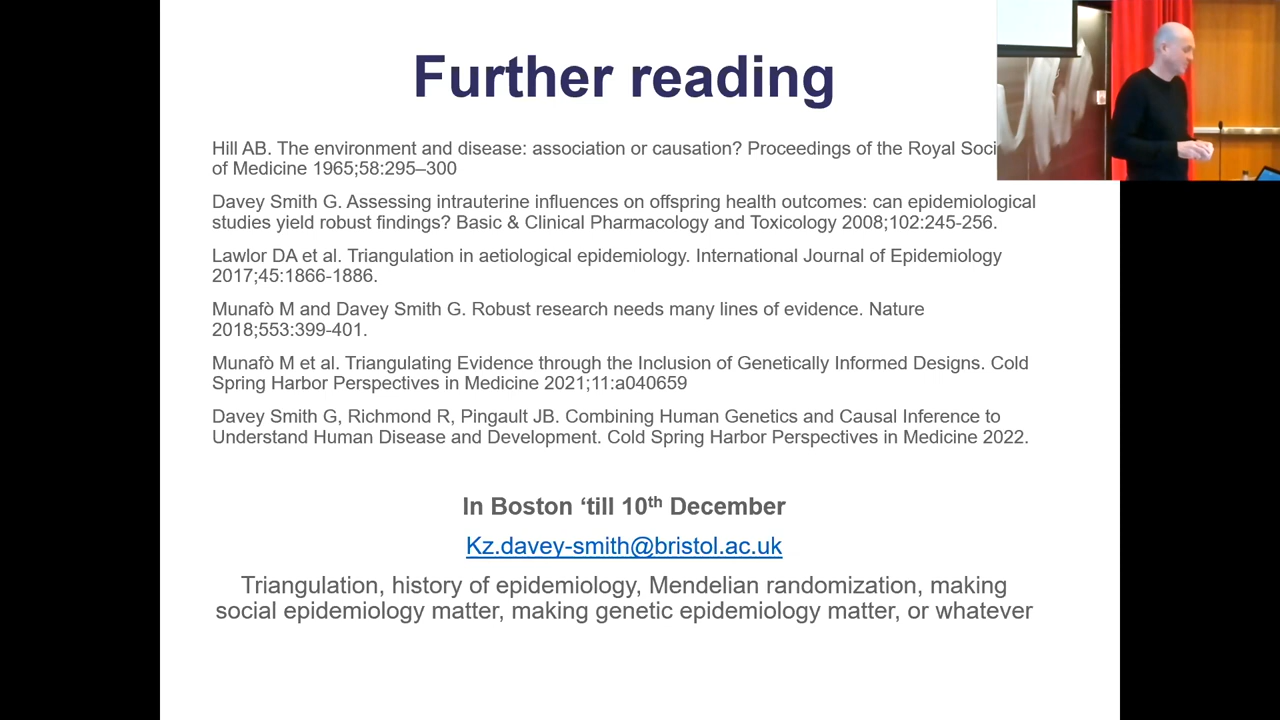 Further reading
Hill AB. The environment and disease: association or causation? Proceedings of the Royal Soci
of Medicine 1965;58:295–300
Davey Smith G. Assessing intrauterine influences on offspring health outcomes: can epidemiological
studies yield robust findings? Basic & Clinical Pharmacology and Toxicology 2008;102:245-256.
Lawlor DA et al. Triangulation in aetiological epidemiology. International Journal of Epidemiology
2017;45:1866-1886.
Munafò M and Davey Smith G. Robust research needs many lines of evidence. Nature
2018;553:399-401.
Munafò M et al. Triangulating Evidence through the Inclusion of Genetically Informed Designs. Cold
Spring Harbor Perspectives in Medicine 2021;11:a040659
Davey Smith G, Richmond R, Pingault JB. Combining Human Genetics and Causal Inference to
Understand Human Disease and Development. Cold Spring Harbor Perspectives in Medicine 2022.
In Boston ‘till 10th December
Kz.davey-smith@bristol.ac.uk
Triangulation, history of epidemiology, Mendelian randomization, making
social epidemiology matter, making genetic epidemiology matter, or whatever